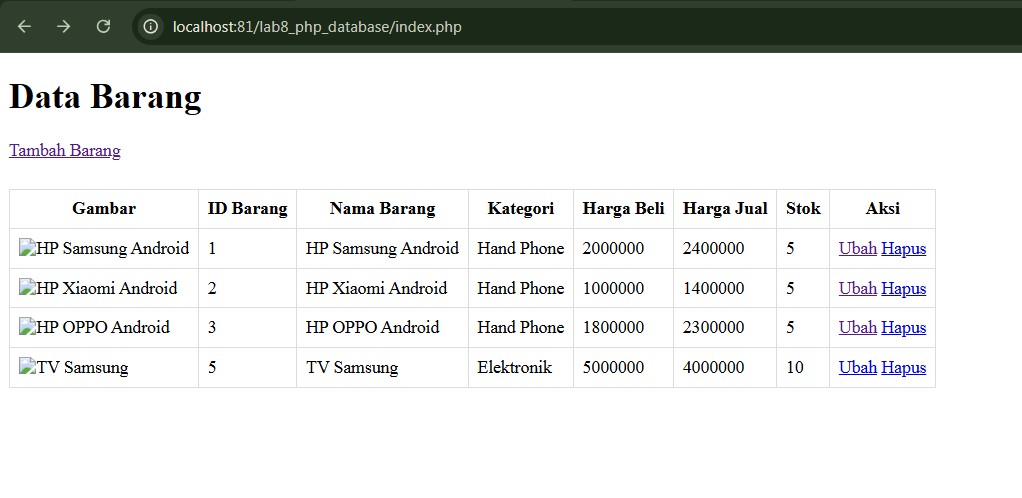 localhost:81/lab8_php_database/index.php
Data Barang
Tambah Barang
Gambar ID Barang Nama Barang Kategori Harga Beli Harga Jual Stok Aksi
HP Samsung Android 1 HP Samsung Android Hand Phone 2000000 2400000 5 Ubah Hapus
HP Xiaomi Android 2 HP Xiaomi Android Hand Phone 1000000 1400000 5 Ubah Hapus
HP OPPO Android 3 HP OPPO Android Hand Phone 1800000 2300000 5 Ubah Hapus
TV Samsung 5 TV Samsung Elektronik 5000000 4000000 10 Ubah Hapus